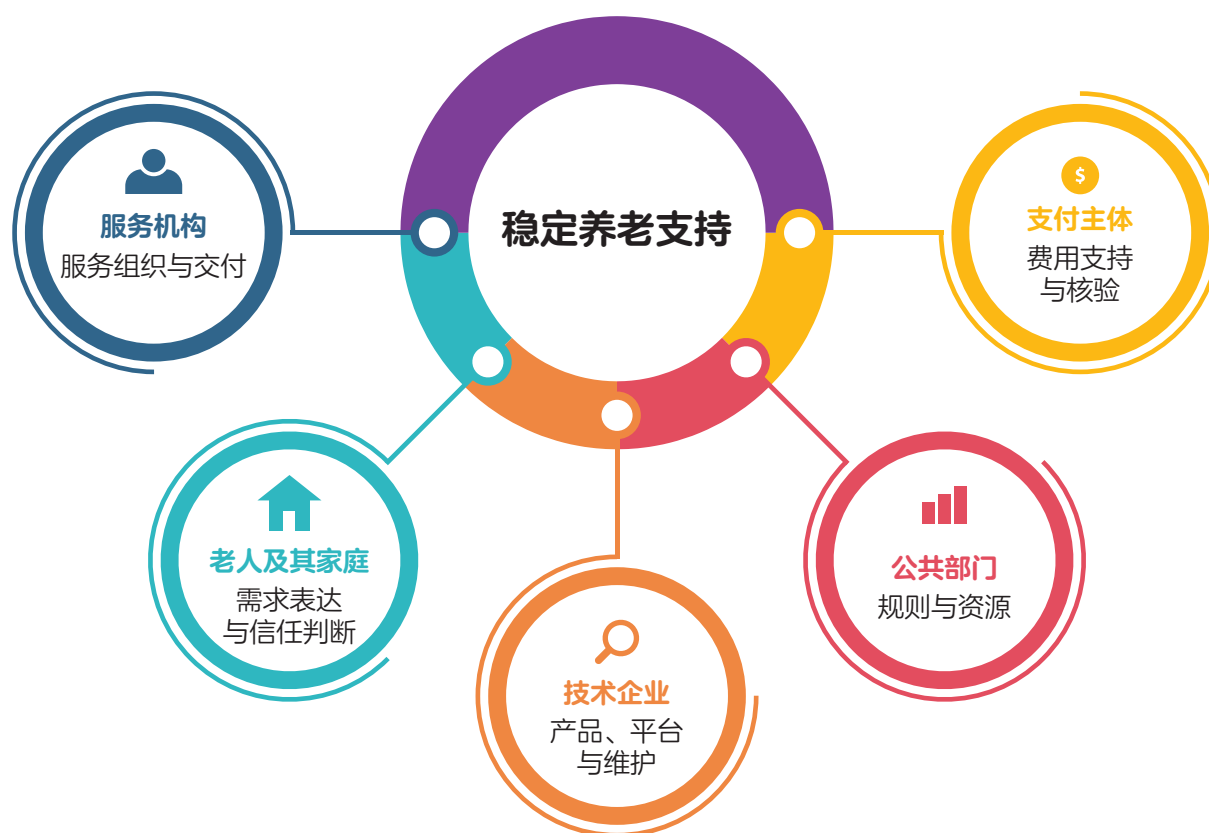 稳定养老支持
服务机构
服务组织与交付
老人及其家庭
需求表达
与信任判断
技术企业
产品、平台
与维护
公共部门
规则与资源
$
支付主体
费用支持
与核验